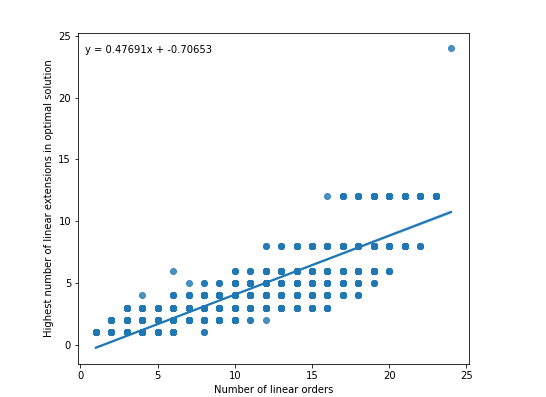 y = 0.47691x + -0.70653
25
20
15
10
5
0
Highest number of linear extensions in optimal solution
0 5 10 15 20 25
Number of linear orders